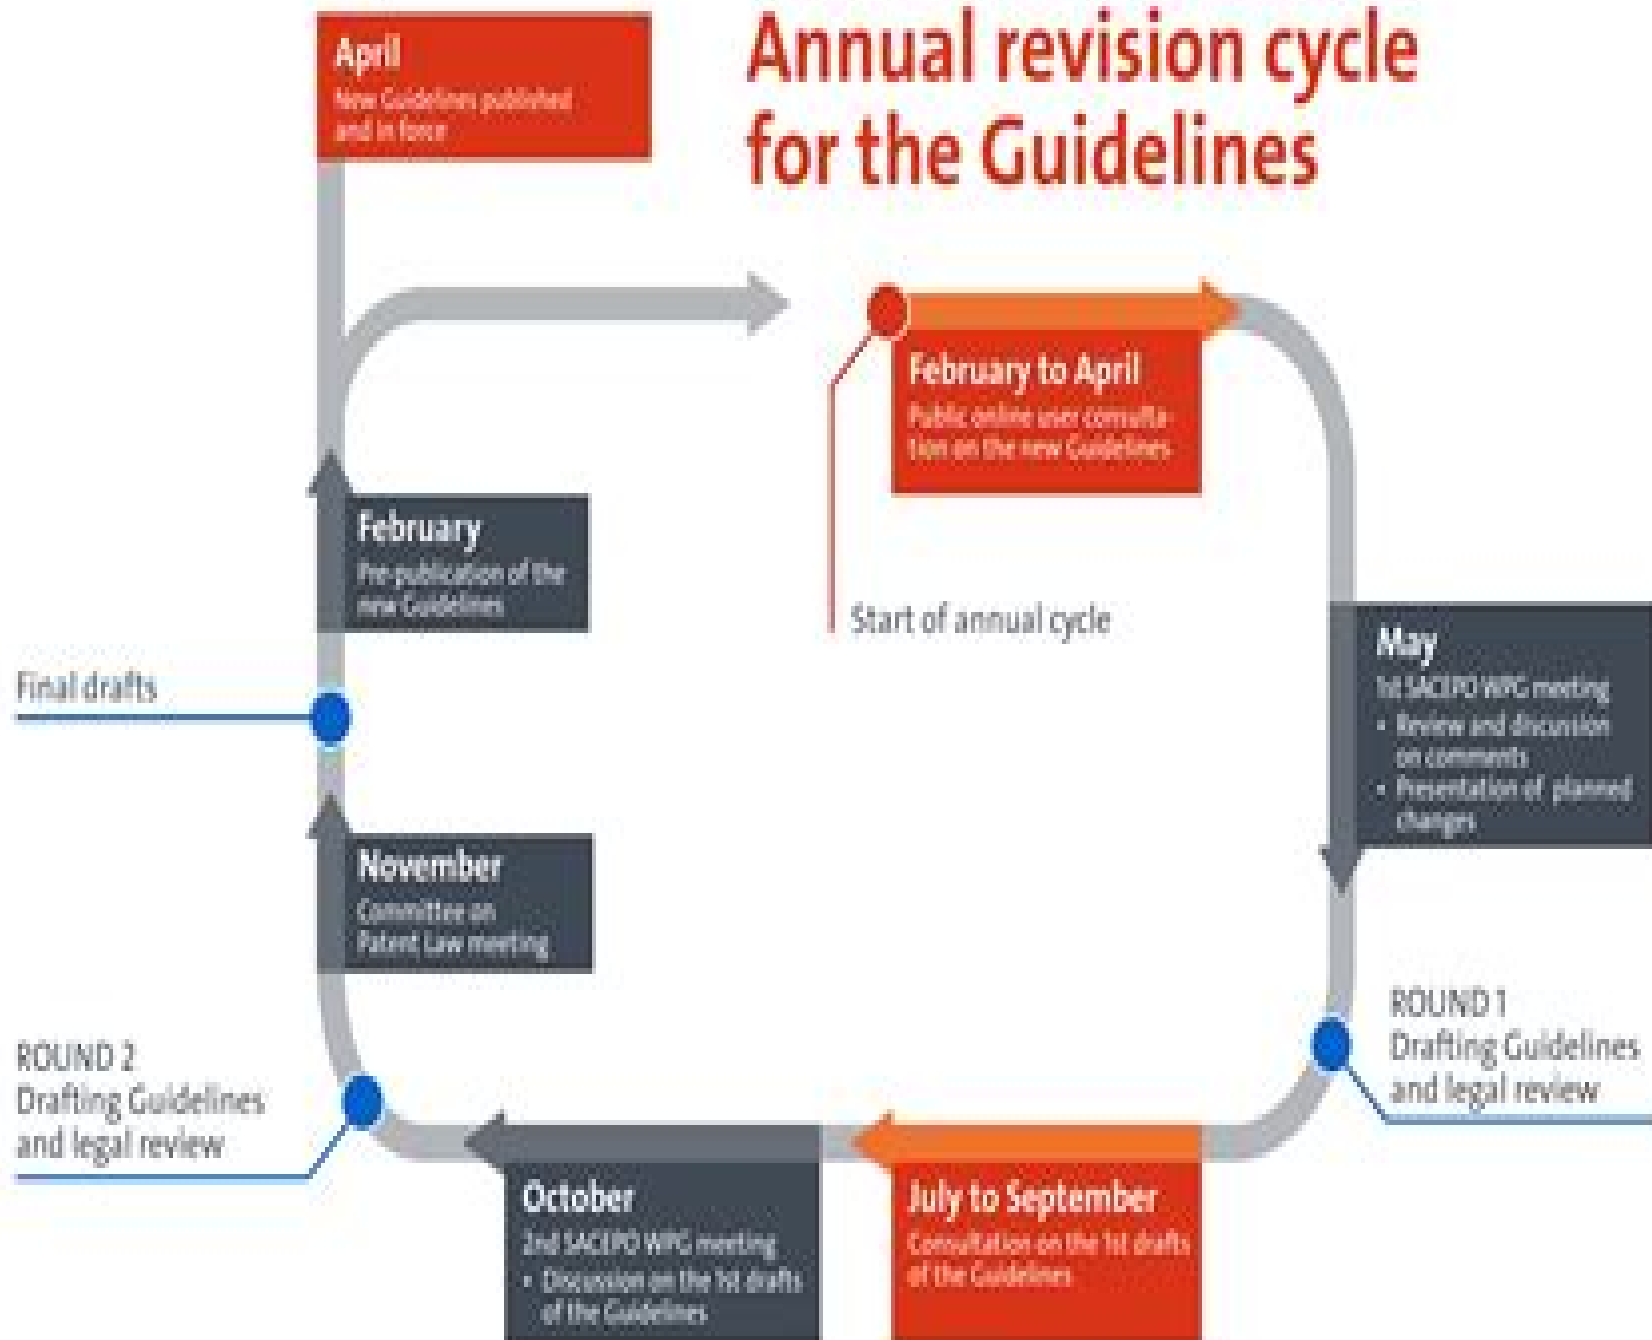 Annual revision cycle
for the Guidelines
April
New Guidelines published
and in force
February to April
Public online user consulta-
tion on the new Guidelines
Start of annual cycle
May
1st SACEPO WPG meeting
• Review and discussion
on comments
• Presentation of planned
changes
ROUND 1
Drafting Guidelines
and legal review
July to September
Consultation on the 1st drafts
of the Guidelines
October
2nd SACEPO WPG meeting
• Discussion on the 1st drafts
of the Guidelines
ROUND 2
Drafting Guidelines
and legal review
November
Committee on
Patent Law meeting
Final drafts
February
Pre-publication of the
new Guidelines